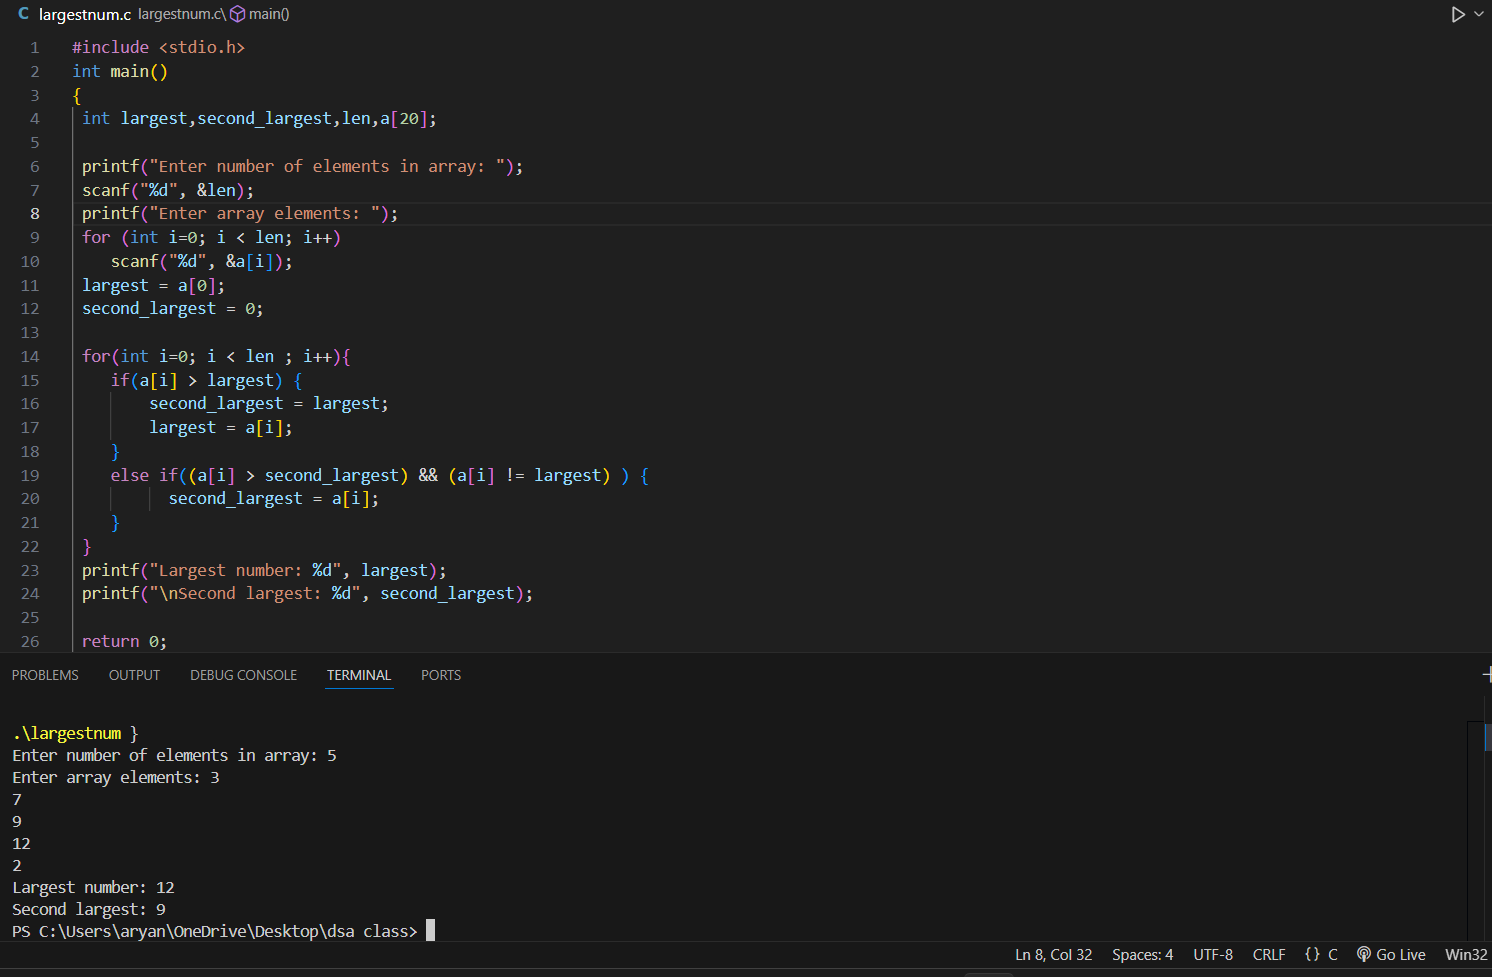 C largestnum.c largestnum.c\ main()
1 #include <stdio.h>
2 int main()
3 {
4 int largest,second_largest,len,a[20];
5
6 printf("Enter number of elements in array: ");
7 scanf("%d", &len);
8 printf("Enter array elements: ");
9 for (int i=0; i < len; i++)
10 scanf("%d", &a[i]);
11 largest = a[0];
12 second_largest = 0;
13
14 for(int i=0; i < len ; i++){
15 if(a[i] > largest) {
16 second_largest = largest;
17 largest = a[i];
18 }
19 else if((a[i] > second_largest) && (a[i] != largest) ) {
20 second_largest = a[i];
21 }
22 }
23 printf("Largest number: %d", largest);
24 printf("\nSecond largest: %d", second_largest);
25
26 return 0;
PROBLEMS OUTPUT DEBUG CONSOLE TERMINAL PORTS
.\largestnum }
Enter number of elements in array: 5
Enter array elements: 3
7
9
12
2
Largest number: 12
Second largest: 9
PS C:\Users\aryan\OneDrive\Desktop\dsa class>
Ln 8, Col 32 Spaces: 4 UTF-8 CRLF {} C Go Live Win32